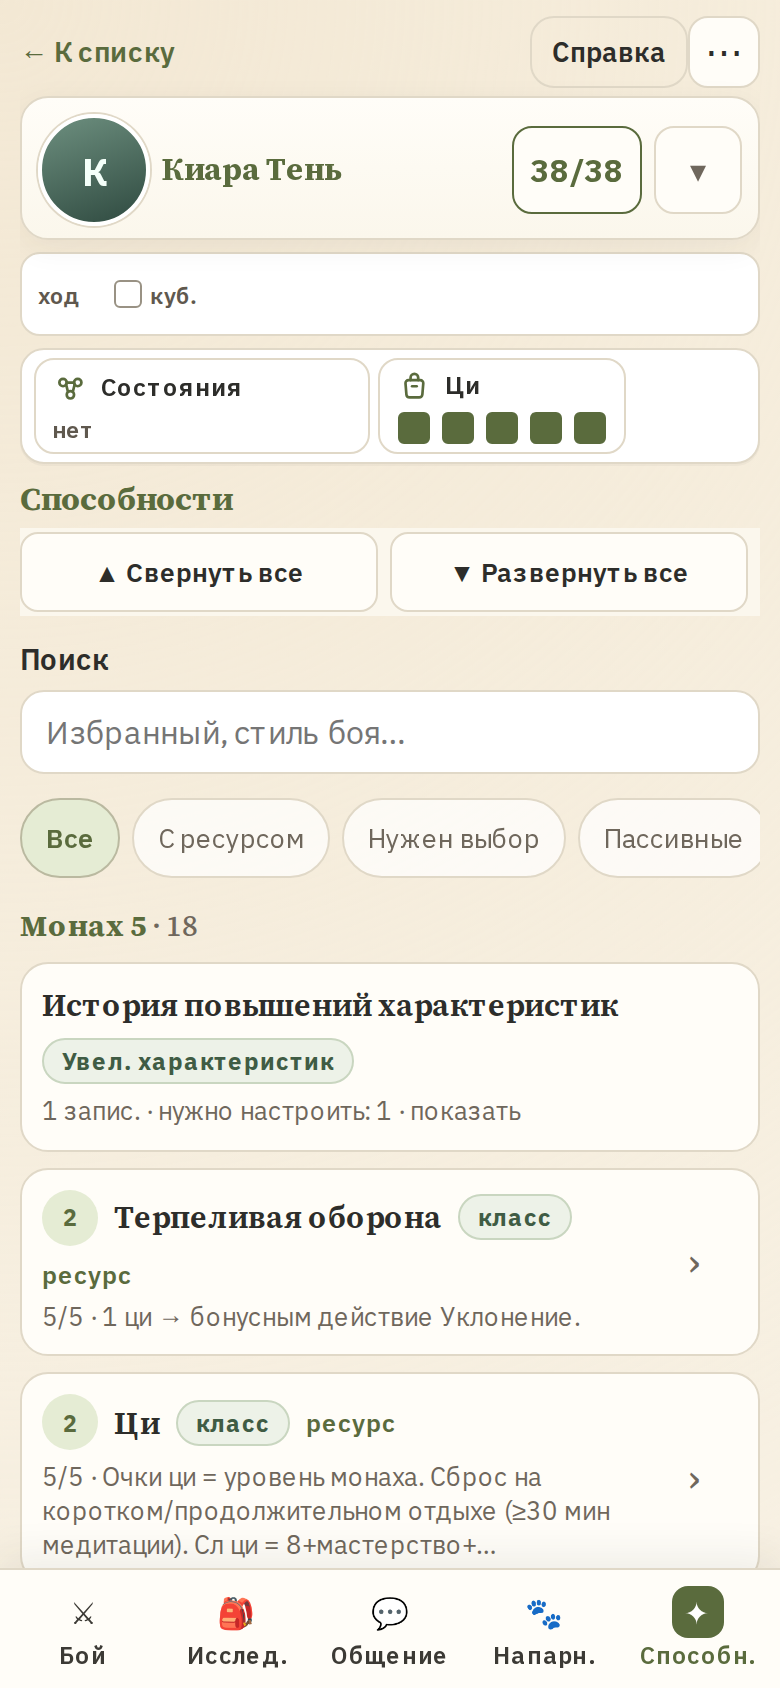 ← К списку
Справка ⋯
К Киара Тень 38/38 ▼
ход куб.
Состояния
нет
Ци
Способности
▲ Свернуть все ▼ Развернуть все
Поиск
Избранный, стиль боя...
Все С ресурсом Нужен выбор Пассивные
Монах 5 · 18
История повышений характеристик
Увел. характеристик
1 запис. · нужно настроить: 1 · показать
2 Терпеливая оборона класс
ресурс
5/5 · 1 ци → бонусным действие Уклонение.
›
2 Ци класс ресурс
5/5 · Очки ци = уровень монаха. Сброс на
коротком/продолжительном отдыхе (≥30 мин
медитации). Сл ци = 8+мастерство+...
›
Бой Исслед. Общение Напарн. Способн.